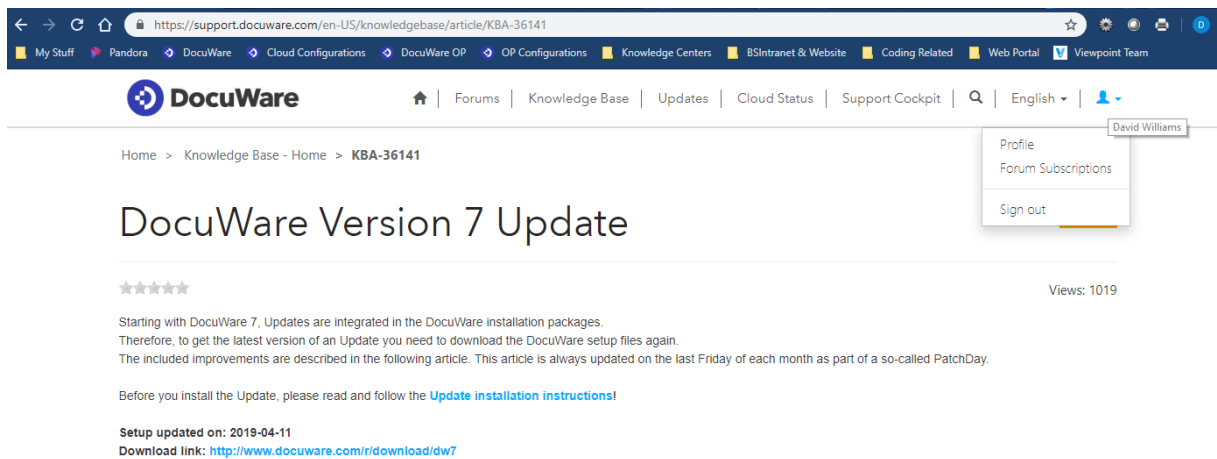 https://support.docuware.com/en-US/knowledgebase/article/KBA-36141
D
My Stuff Pandora DocuWare Cloud Configurations DocuWare OP OP Configurations Knowledge Centers BSIntranet & Website Coding Related Web Portal Viewpoint Team
DocuWare Forums Knowledge Base Updates Cloud Status Support Cockpit English
David Williams
Home > Knowledge Base - Home > KBA-36141
Profile
Forum Subscriptions
Sign out
DocuWare Version 7 Update
Views: 1019
Starting with DocuWare 7, Updates are integrated in the DocuWare installation packages.
Therefore, to get the latest version of an Update you need to download the DocuWare setup files again.
The included improvements are described in the following article. This article is always updated on the last Friday of each month as part of a so-called PatchDay.
Before you install the Update, please read and follow the Update installation instructions!
Setup updated on: 2019-04-11
Download link: http://www.docuware.com/r/download/dw7